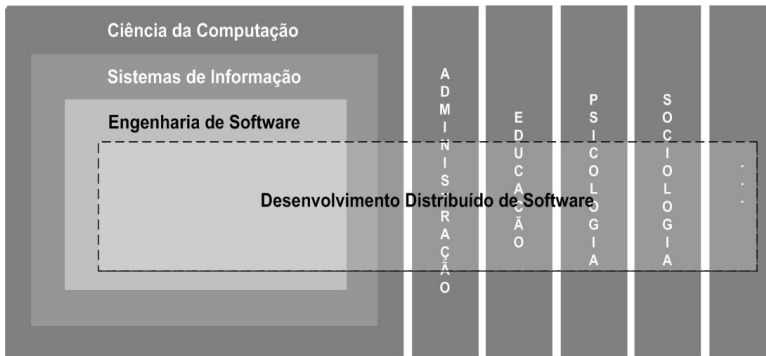 Ciência da Computação
Sistemas de Informação
Engenharia de Software
Desenvolvimento Distribuído de Software
ADMINISTRAÇÃO
EDUCAÇÃO
PSICOLOGIA
SOCIOLOGIA
...